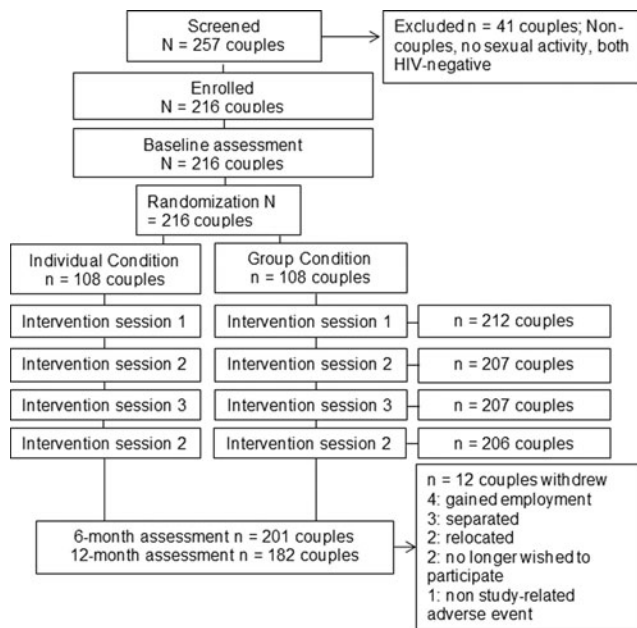 Screened
N = 257 couples
Excluded n = 41 couples; Non-
couples, no sexual activity, both
HIV-negative
Enrolled
N = 216 couples
Baseline assessment
N = 216 couples
Randomization N
= 216 couples
Individual Condition
n = 108 couples
Group Condition
n = 108 couples
Intervention session 1
Intervention session 1
n = 212 couples
Intervention session 2
Intervention session 2
n = 207 couples
Intervention session 3
Intervention session 3
n = 207 couples
Intervention session 2
Intervention session 2
n = 206 couples
6-month assessment n = 201 couples
12-month assessment n = 182 couples
n = 12 couples withdrew
4: gained employment
3: separated
2: relocated
2: no longer wished to
participate
1: non study-related
adverse event